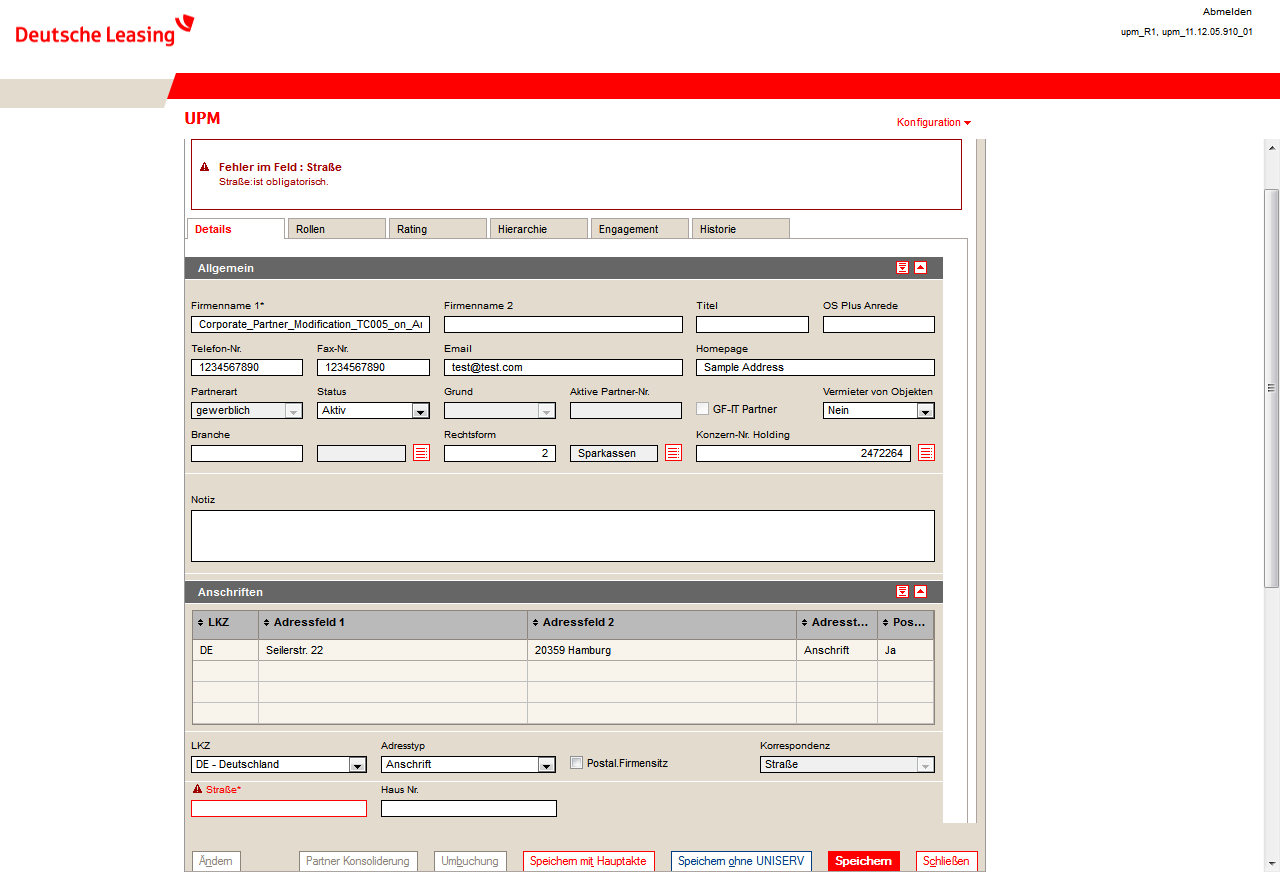 Abmelden
Deutsche Leasing
upm_R1, upm_11.12.05.910_01
UPM
Konfiguration
Fehler im Feld : Straße
Straße:ist obligatorisch.
Details Rollen Rating Hierarchie Engagement Historie
Allgemein
Firmenname 1* Firmenname 2 Titel OS Plus Anrede
Corporate_Partner_Modification_TC005_on_Ar
Telefon-Nr. Fax-Nr. Email Homepage
1234567890 1234567890 test@test.com Sample Address
Partnerart Status Grund Aktive Partner-Nr. Vermieter von Objekten
gewerblich Aktiv GF-IT Partner Nein
Branche Rechtsform Konzern-Nr. Holding
2 Sparkassen 2472264
Notiz
Anschriften
LKZ Adressfeld 1 Adressfeld 2 Adresst... Pos...
DE Seilerstr. 22 20359 Hamburg Anschrift Ja
LKZ Adresstyp Korrespondenz
DE - Deutschland Anschrift Postal.Firmensitz Straße
Straße* Haus Nr.
Ändern Partner Konsolidierung Umbuchung Speichern mit Hauptakte Speichern ohne UNISERV Speichern Schließen